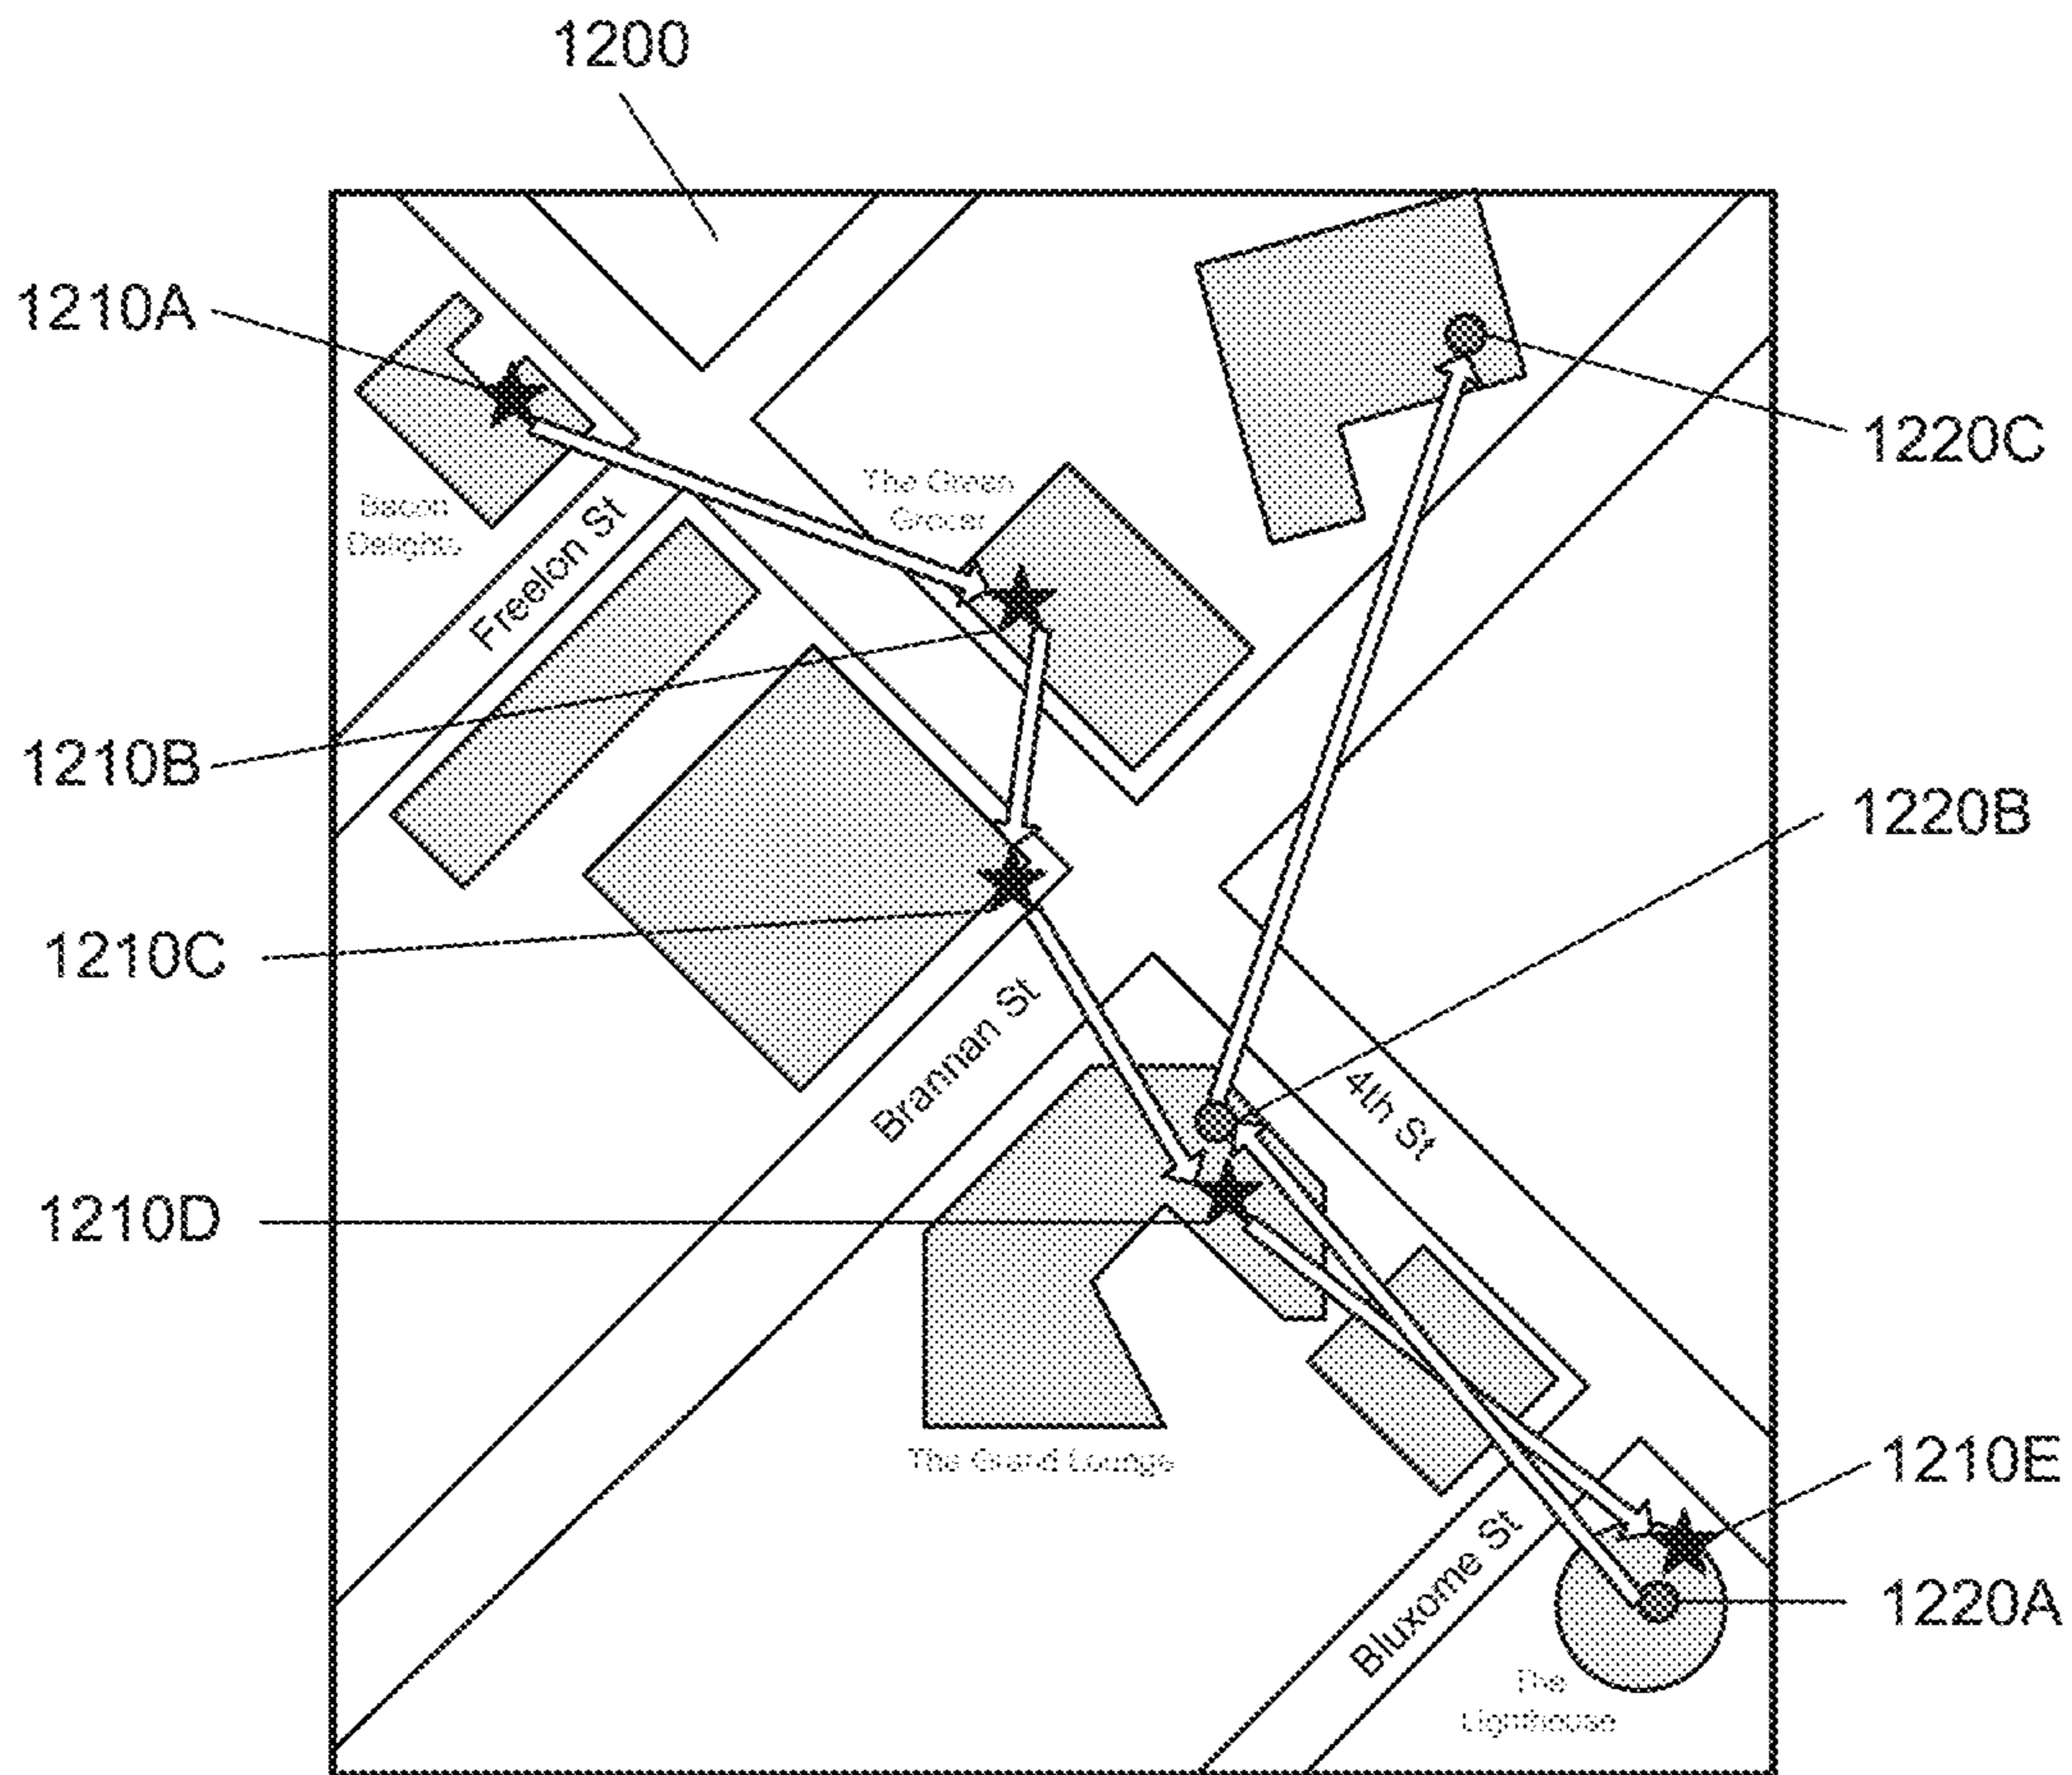 1200
1210A
1220C
The Green
Grocer
Bacon
Delights
Freelon St
1210B
1220B
1210C
Brannan St
4th St
1210D
The Grand Lounge
1210E
Bluxome St
1220A
The
Lighthouse